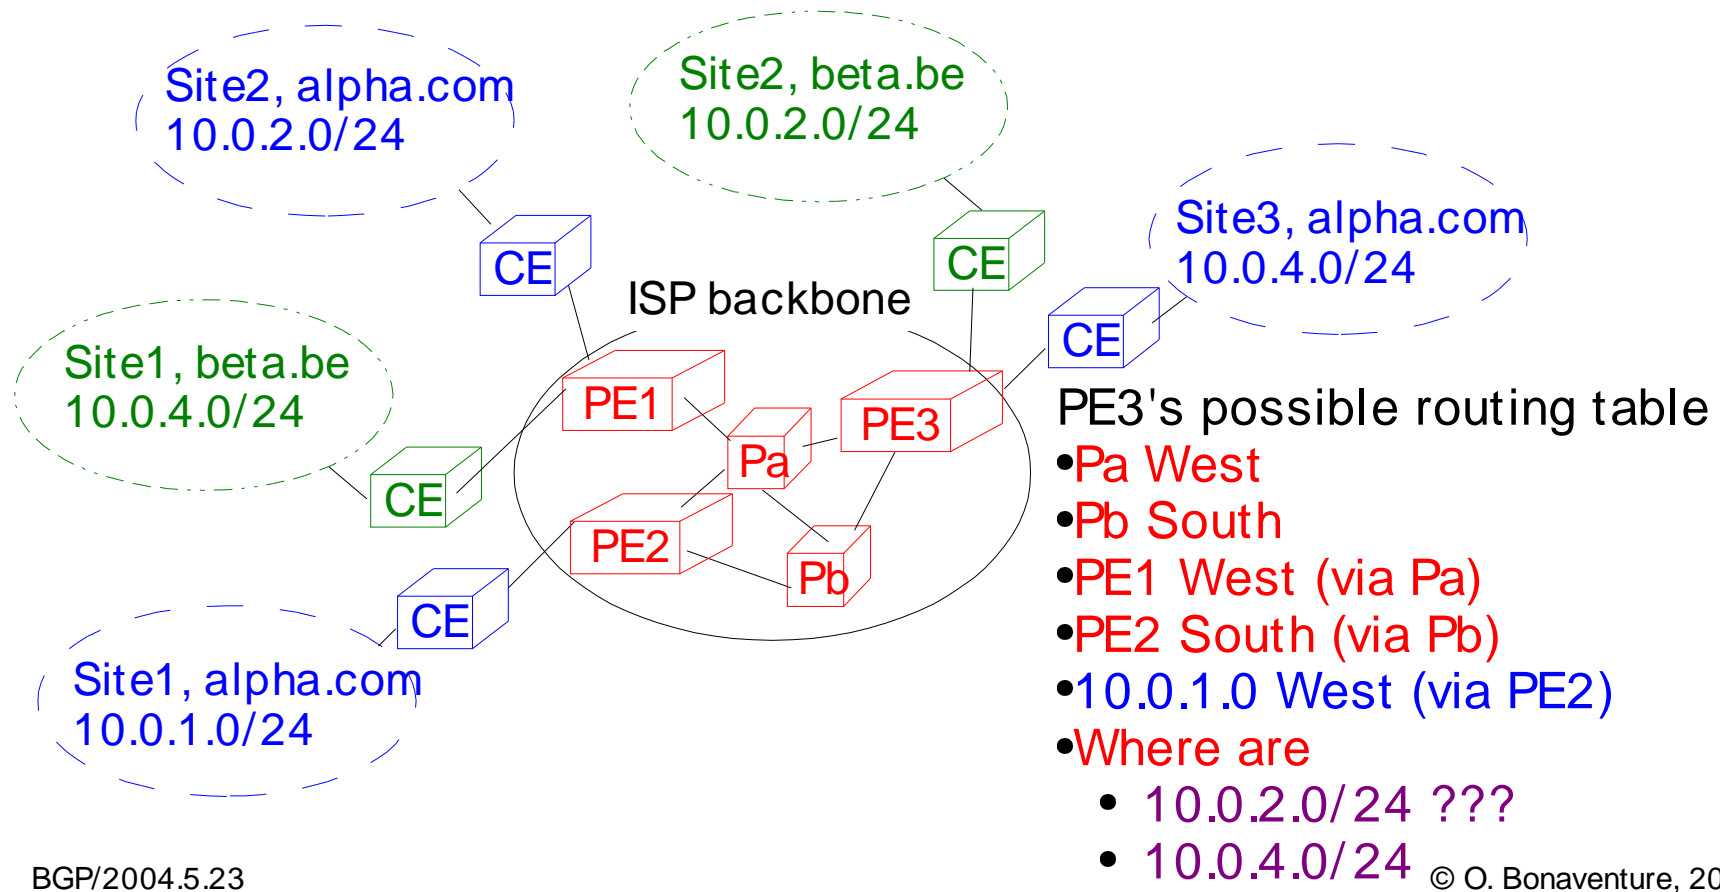 Site2, alpha.com
10.0.2.0/24
Site2, beta.be
10.0.2.0/24
Site3, alpha.com
10.0.4.0/24
CE
CE
ISP backbone
CE
Site1, beta.be
10.0.4.0/24
PE1
PE3
Pa
CE
PE2
Pb
CE
Site1, alpha.com
10.0.1.0/24
PE3's possible routing table
•Pa West
•Pb South
•PE1 West (via Pa)
•PE2 South (via Pb)
•10.0.1.0 West (via PE2)
•Where are
• 10.0.2.0/24 ???
• 10.0.4.0/24
BGP/2004.5.23
© O. Bonaventure, 20